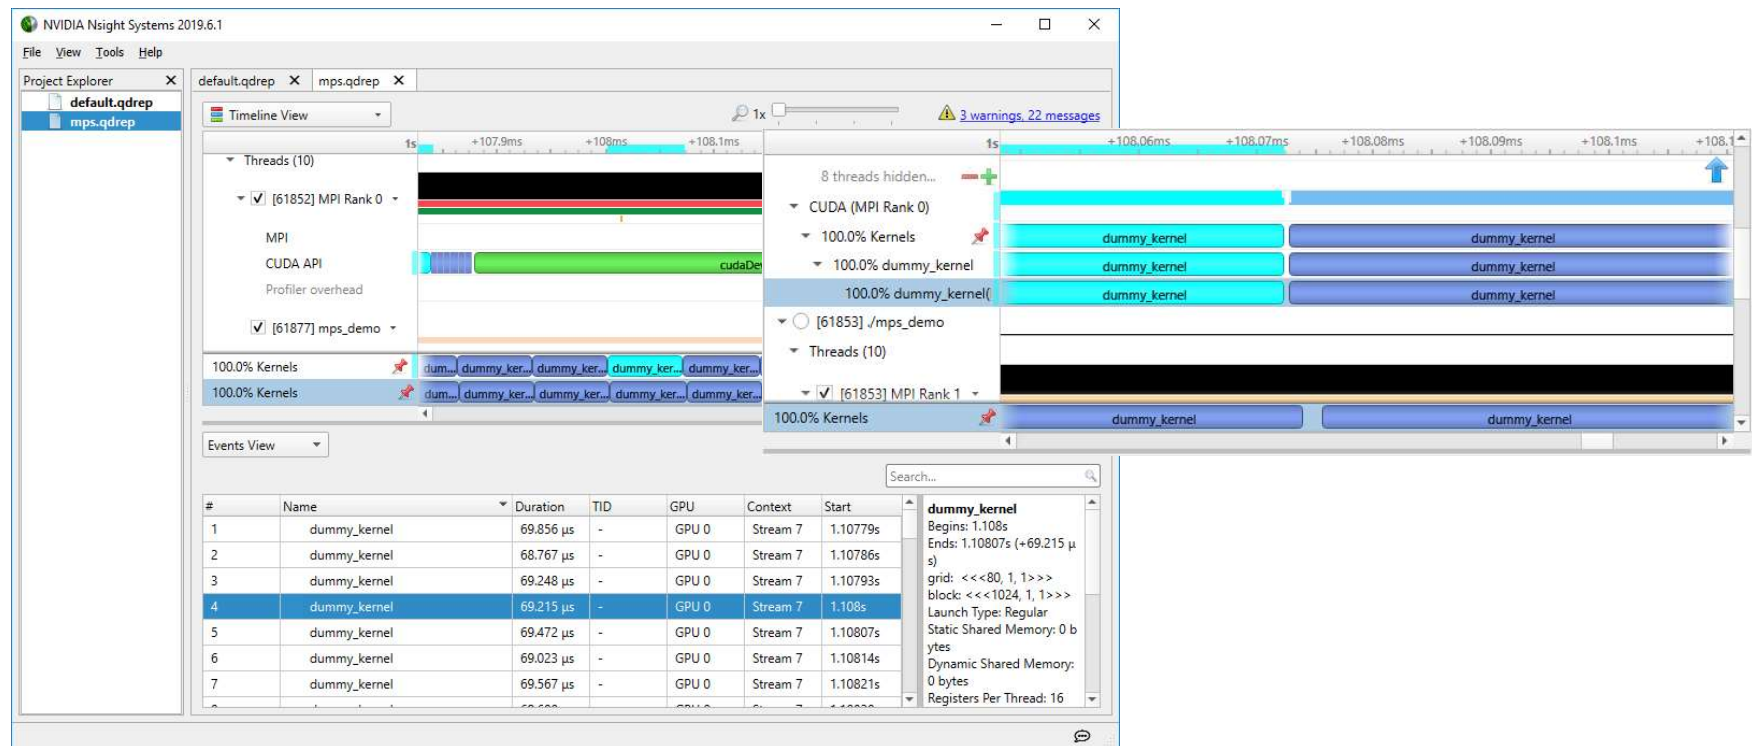 NVIDIA Nsight Systems 2019.6.1
File View Tools Help
Project Explorer
default.qdrep
mps.qdrep
default.qdrep mps.qdrep
Timeline View
1x
3 warnings, 22 messages
1s +107.9ms +108ms +108.1ms
Threads (10)
[61852] MPI Rank 0
MPI
CUDA API
cudaDe
Profiler overhead
[61877] mps_demo
100.0% Kernels
dum... dummy_ker... dummy_ker... dummy_ker... dummy_ker...
100.0% Kernels
dum... dummy_ker... dummy_ker... dummy_ker... dummy_ker...
1s +108.06ms +108.07ms +108.08ms +108.09ms +108.1ms +108.1
8 threads hidden...
CUDA (MPI Rank 0)
100.0% Kernels
dummy_kernel dummy_kernel
100.0% dummy_kernel
dummy_kernel dummy_kernel
100.0% dummy_kernel(
dummy_kernel dummy_kernel
[61853] ./mps_demo
Threads (10)
[61853] MPI Rank 1
100.0% Kernels
dummy_kernel dummy_kernel
Events View
Search...
# Name Duration TID GPU Context Start
1 dummy_kernel 69.856 µs - GPU 0 Stream 7 1.10779s
2 dummy_kernel 68.767 µs - GPU 0 Stream 7 1.10786s
3 dummy_kernel 69.248 µs - GPU 0 Stream 7 1.10793s
4 dummy_kernel 69.215 µs - GPU 0 Stream 7 1.108s
5 dummy_kernel 69.472 µs - GPU 0 Stream 7 1.10807s
6 dummy_kernel 69.023 µs - GPU 0 Stream 7 1.10814s
7 dummy_kernel 69.567 µs - GPU 0 Stream 7 1.10821s
dummy_kernel
Begins: 1.108s
Ends: 1.10807s (+69.215 µ
s)
grid: <<<80, 1, 1>>>
block: <<<1024, 1, 1>>>
Launch Type: Regular
Static Shared Memory: 0 b
ytes
Dynamic Shared Memory:
0 bytes
Registers Per Thread: 16